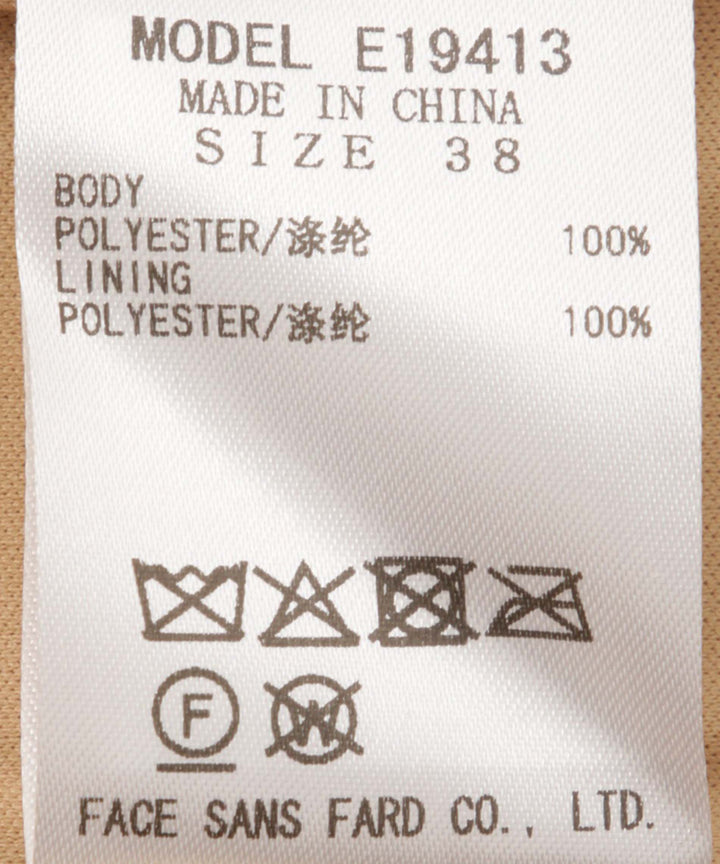 MODEL E19413
MADE IN CHINA
SIZE 38
BODY
POLYESTER/涤纶 100%
LINING
POLYESTER/涤纶 100%
F W
FACE SANS FARD CO., LTD.